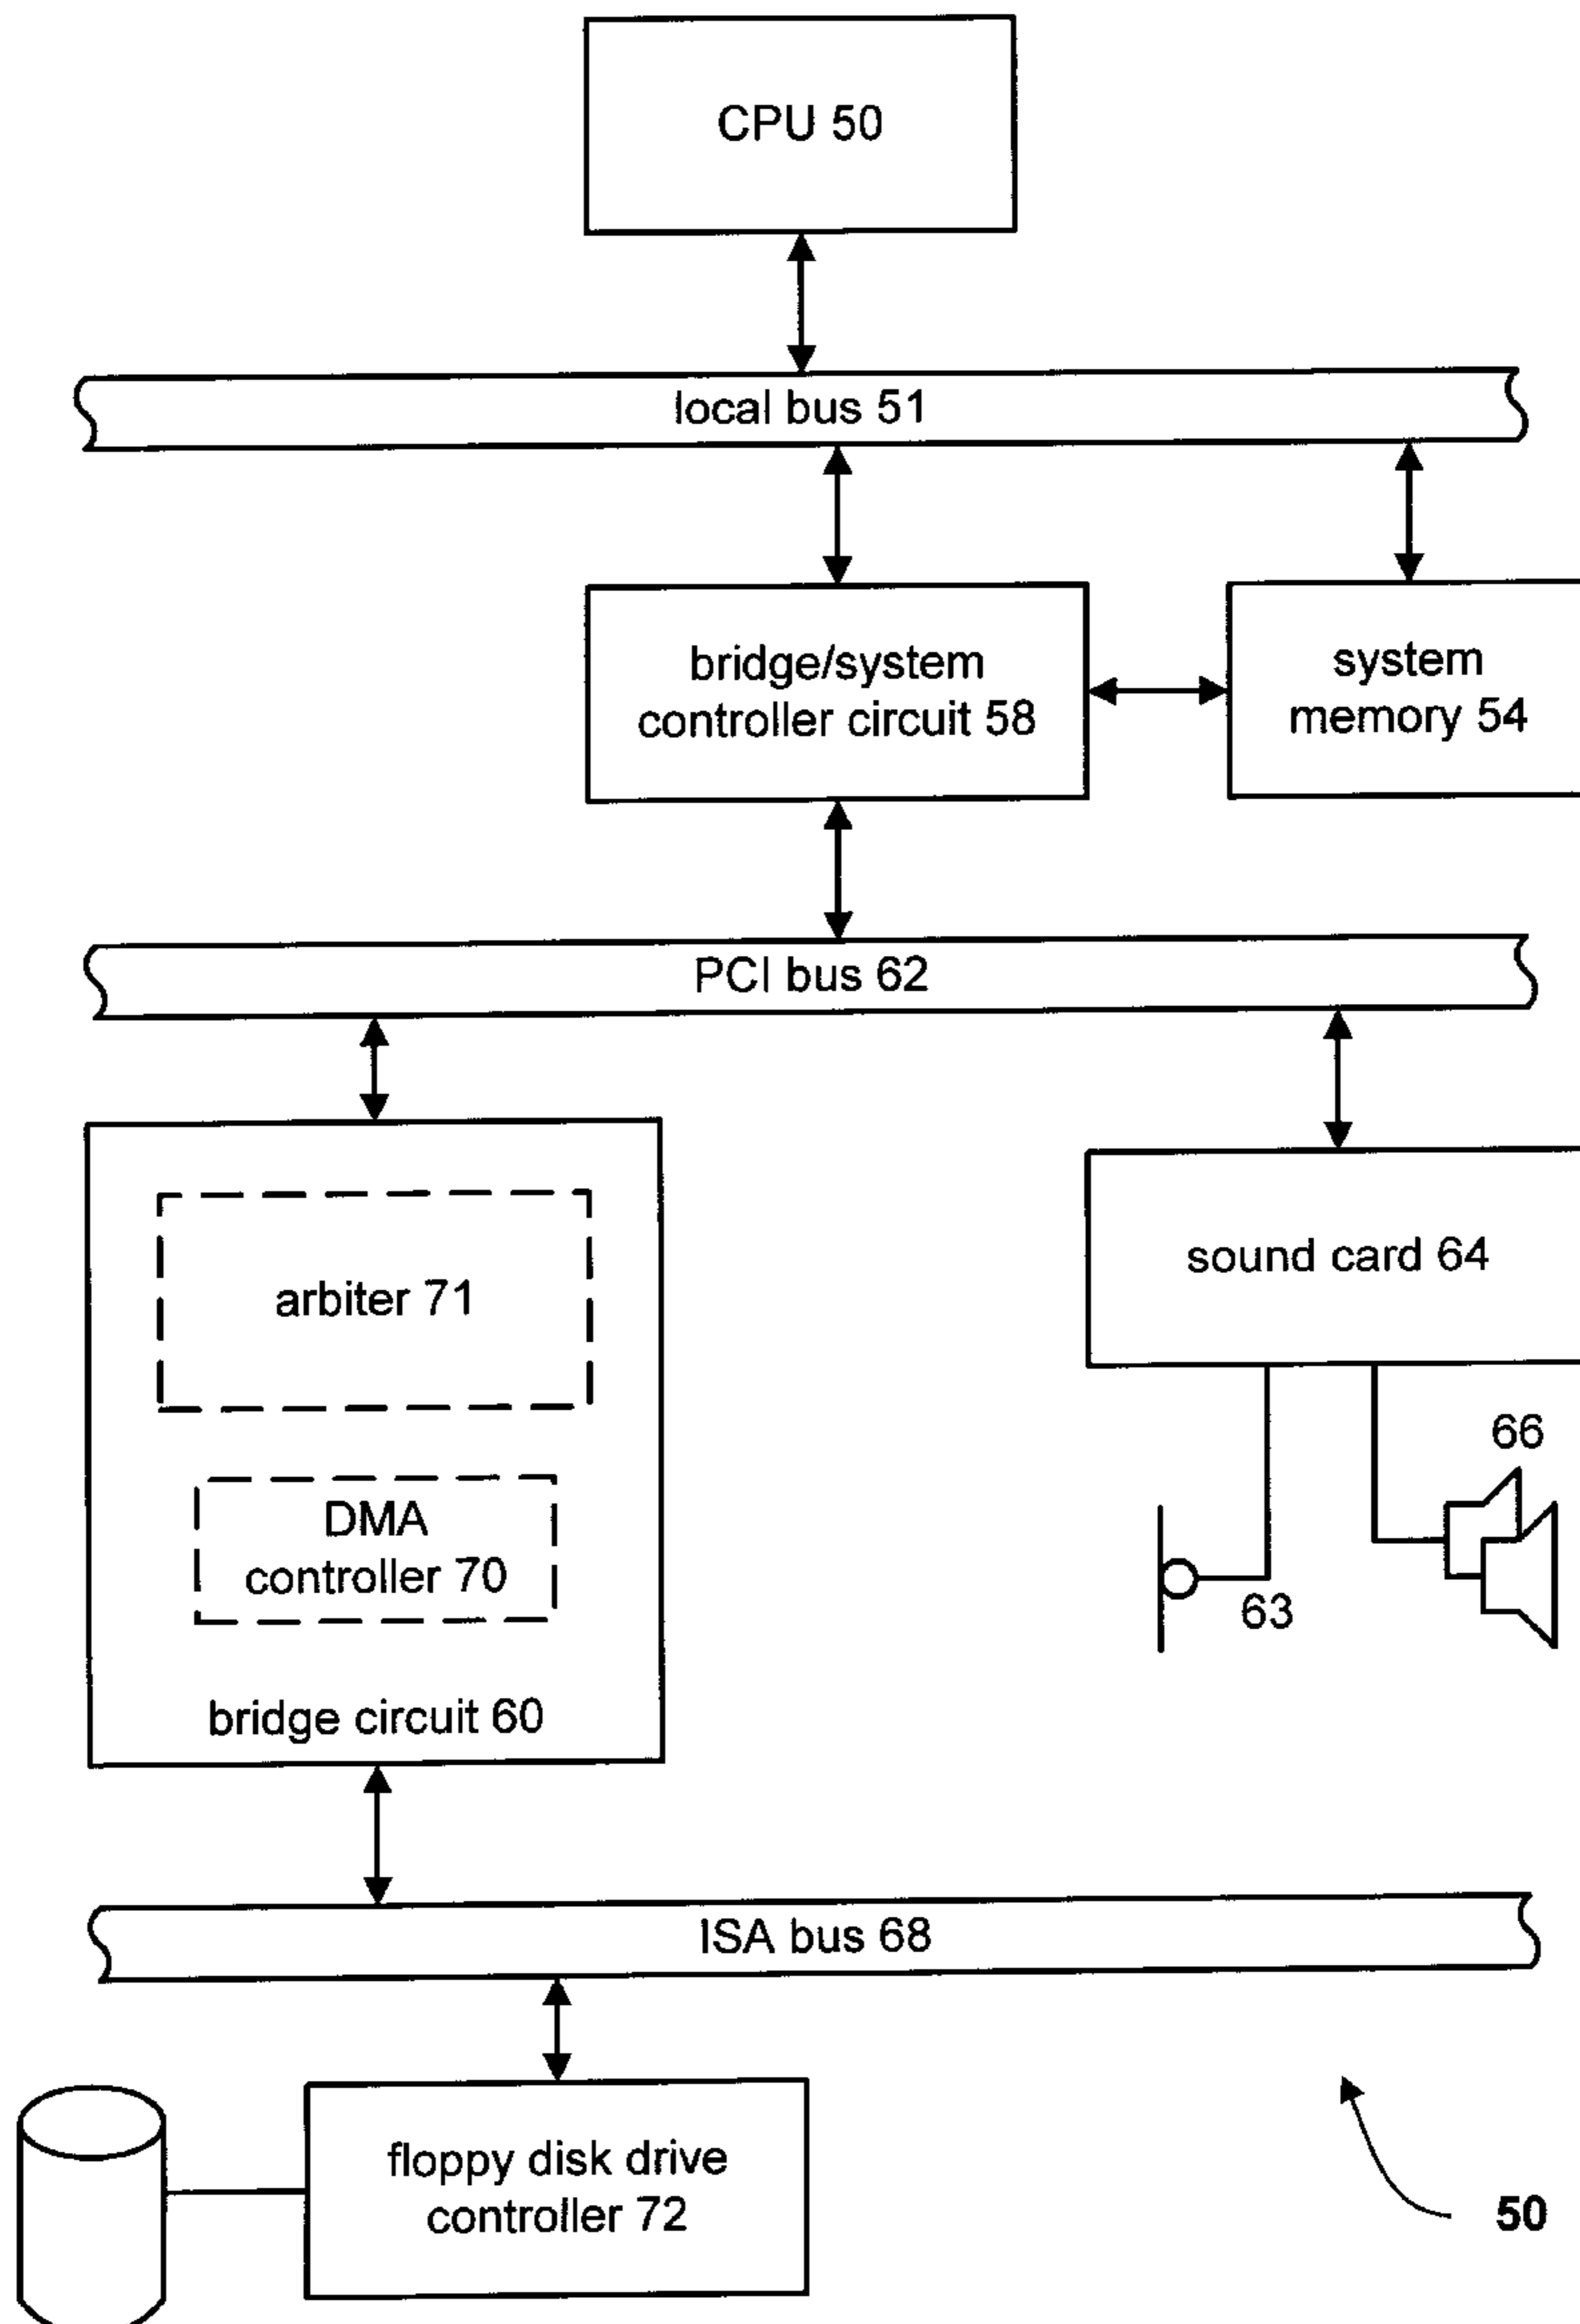 CPU 50
local bus 51
bridge/system
controller circuit 58
system
memory 54
PCI bus 62
arbiter 71
sound card 64
66
DMA
controller 70
63
bridge circuit 60
ISA bus 68
floppy disk drive
controller 72
50